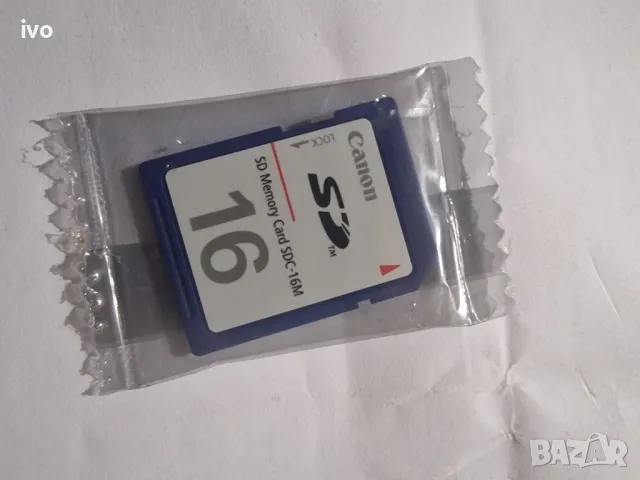 ivo
Canon
LOCK
SD
TM
SD Memory Card SDC-16M
16
BAZAR